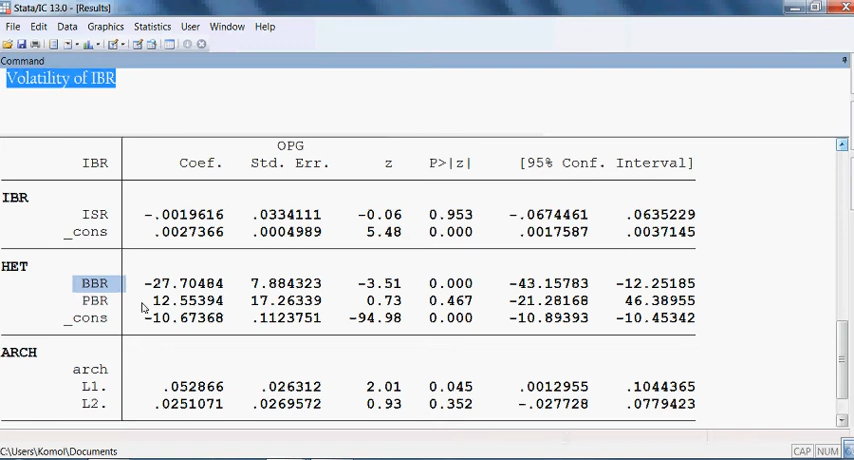 Stata/IC 13.0 - [Results]
File Edit Data Graphics Statistics User Window Help
Command
Volatility of IBR
OPG
IBR Coef. Std. Err. z P>|z| [95% Conf. Interval]
IBR
ISR -.0019616 .0334111 -0.06 0.953 -.0674461 .0635229
_cons .0027366 .0004989 5.48 0.000 .0017587 .0037145
HET
BBR -27.70484 7.884323 -3.51 0.000 -43.15783 -12.25185
PBR 12.55394 17.26339 0.73 0.467 -21.28168 46.38955
_cons -10.67368 .1123751 -94.98 0.000 -10.89393 -10.45342
ARCH
arch
L1. .052866 .026312 2.01 0.045 .0012955 .1044365
L2. .0251071 .0269572 0.93 0.352 -.027728 .0779423
C:\Users\Komol\Documents CAP NUM